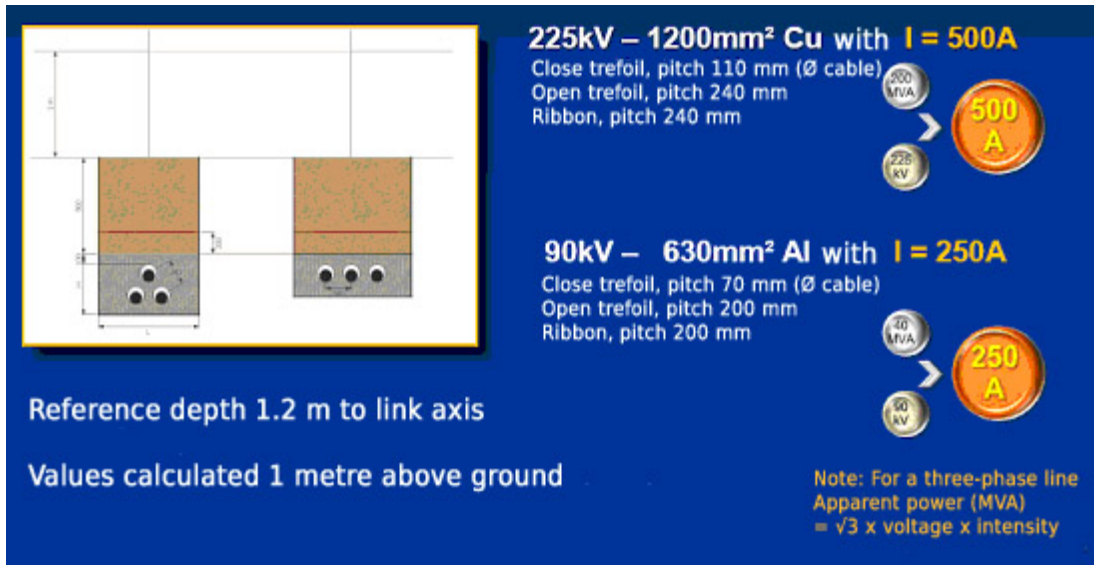 225kV – 1200mm² Cu with I = 500A
Close trefoil, pitch 110 mm (Ø cable)
Open trefoil, pitch 240 mm
Ribbon, pitch 240 mm
200
MVA
225
kV
500
A
90kV – 630mm² Al with I = 250A
Close trefoil, pitch 70 mm (Ø cable)
Open trefoil, pitch 200 mm
Ribbon, pitch 200 mm
40
MVA
90
kV
250
A
Reference depth 1.2 m to link axis
Values calculated 1 metre above ground
Note: For a three-phase line
Apparent power (MVA)
= √3 x voltage x intensity